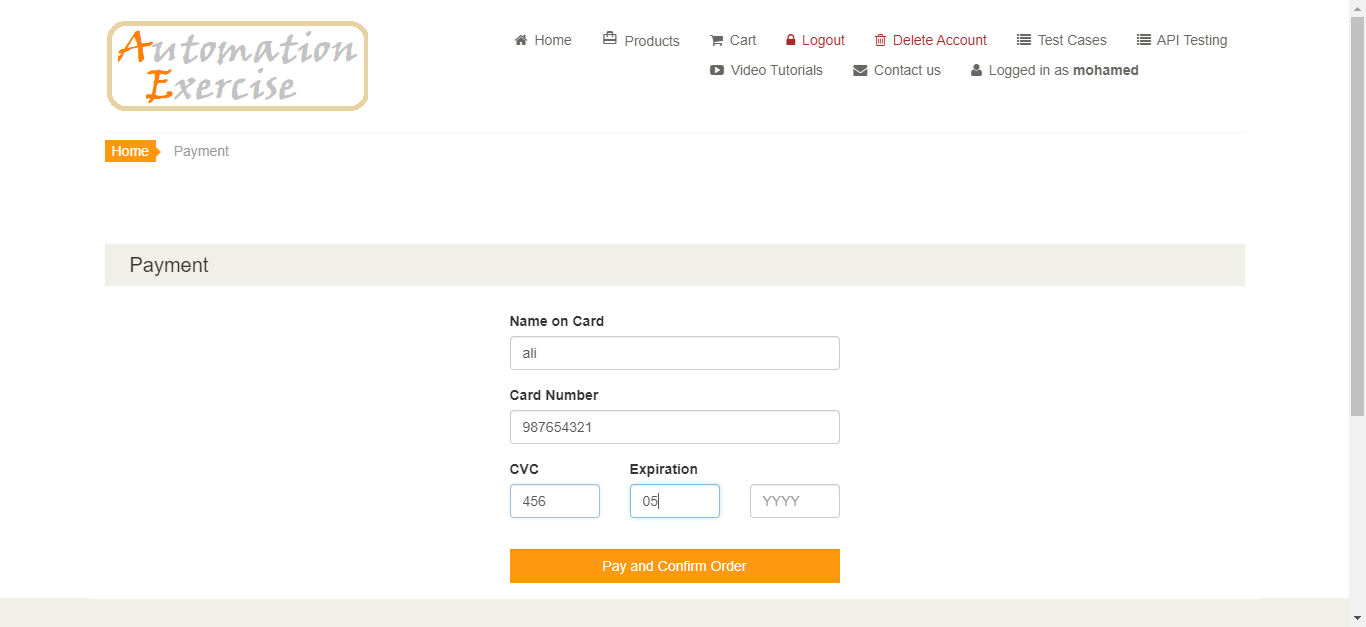 Automation
Exercise
Home Products Cart Logout Delete Account Test Cases API Testing
Video Tutorials Contact us Logged in as mohamed
Home Payment
Payment
Name on Card
ali
Card Number
987654321
CVC Expiration
456 05 YYYY
Pay and Confirm Order